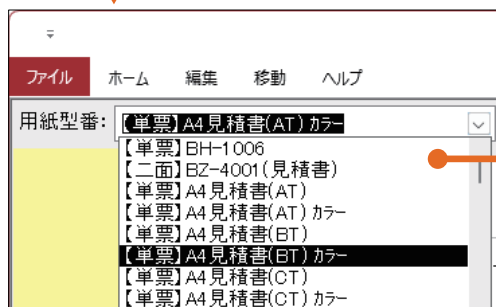 ファイル ホーム 編集 移動 ヘルプ
用紙型番: 【単票】A4見積書(AT)ｶﾗｰ
【単票】BH-1006
【二面】BZ-4001(見積書)
【単票】A4見積書(AT)
【単票】A4見積書(AT)ｶﾗｰ
【単票】A4見積書(BT)
【単票】A4見積書(BT)ｶﾗｰ
【単票】A4見積書(CT)
【単票】A4見積書(CT)ｶﾗｰ